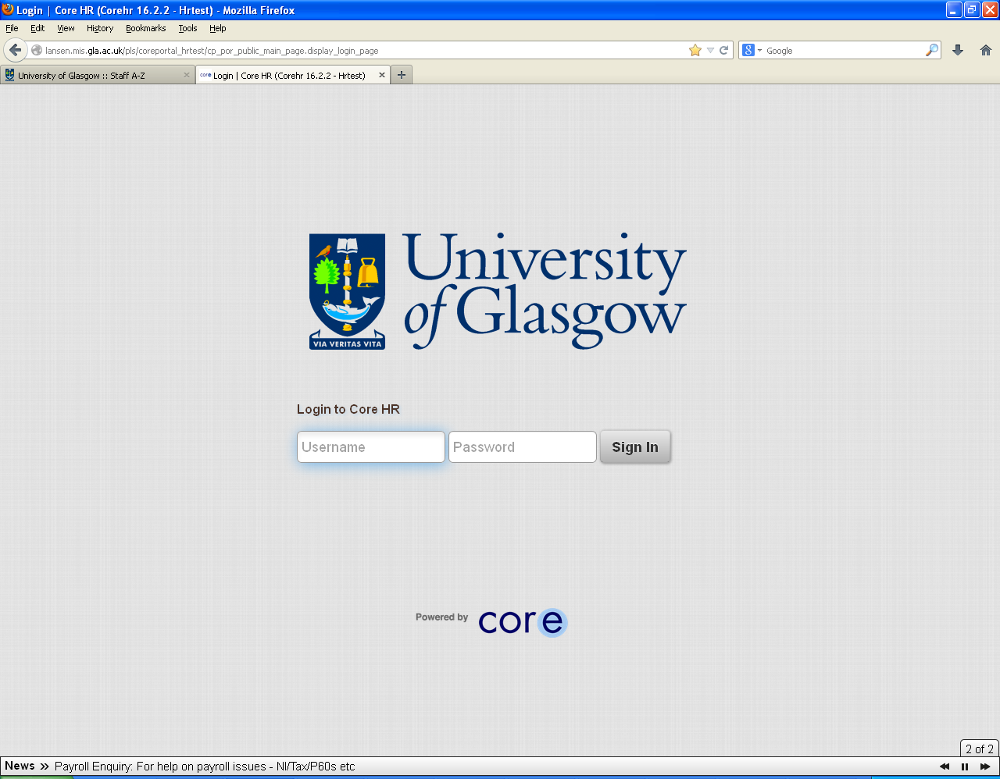 Login | Core HR (Corehr 16.2.2 - Hrtest) - Mozilla Firefox
File Edit View History Bookmarks Tools Help
lansen.mis.gla.ac.uk/pls/coreportal_hrtest/cp_por_public_main_page.display_login_page
8 Google
University of Glasgow :: Staff A-Z
core Login | Core HR (Corehr 16.2.2 - Hrtest)
University
of Glasgow
VIA VERITAS VITA
Login to Core HR
Username Password Sign In
Powered by core
2 of 2
News » Payroll Enquiry: For help on payroll issues - NI/Tax/P60s etc